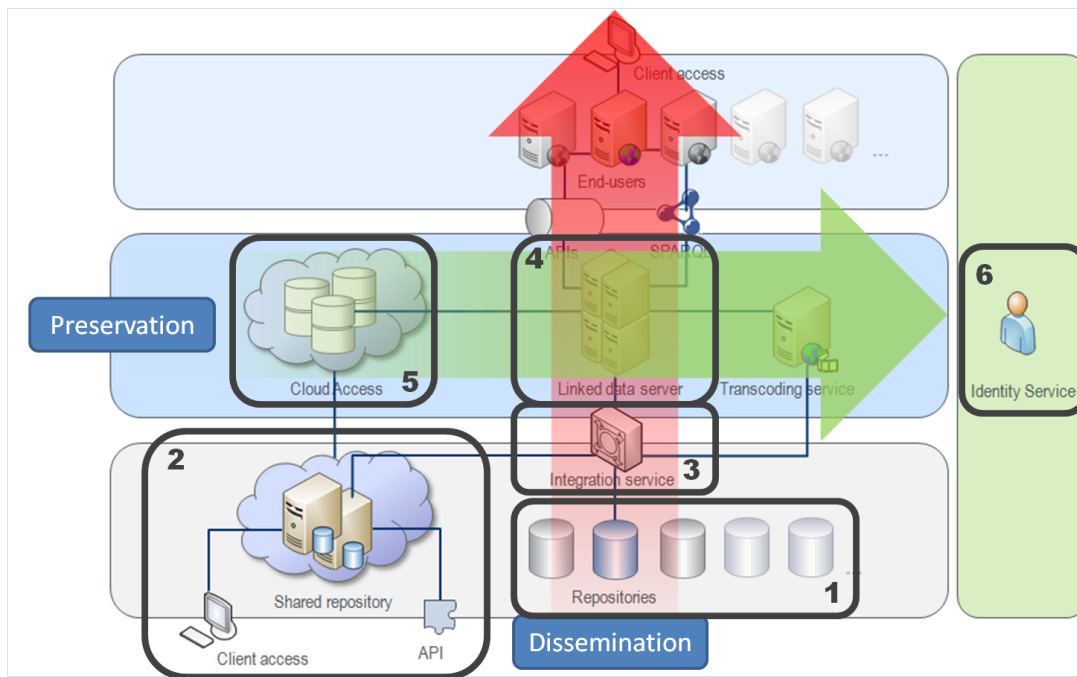 Client access
...
End-users
APIs
SPARQL
4
6
Preservation
Cloud Access
5
Linked data server
Transcoding service
Identity Service
2
Integration service
3
1
...
Shared repository
Repositories
Dissemination
Client access
API